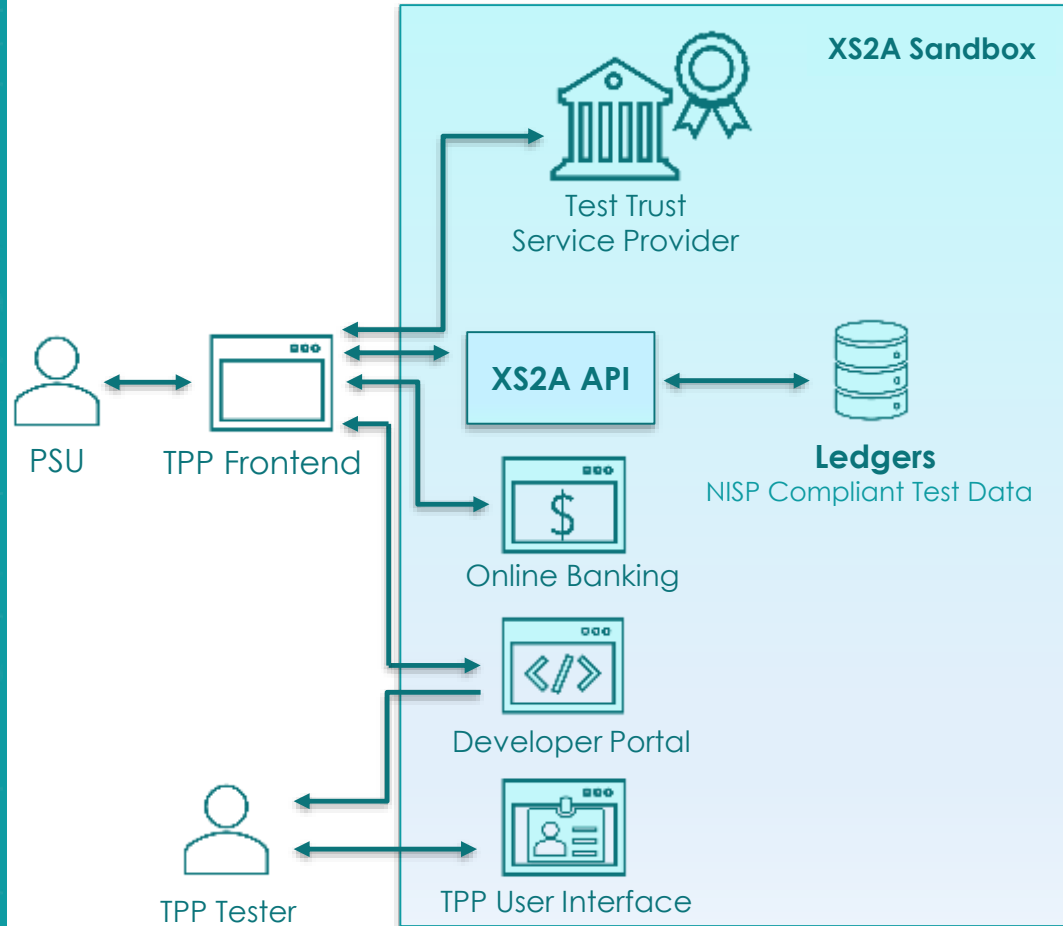 XS2A Sandbox
Test Trust
Service Provider
XS2A API
PSU
TPP Frontend
Ledgers
NISP Compliant Test Data
$
Online Banking
</>
Developer Portal
TPP Tester
TPP User Interface